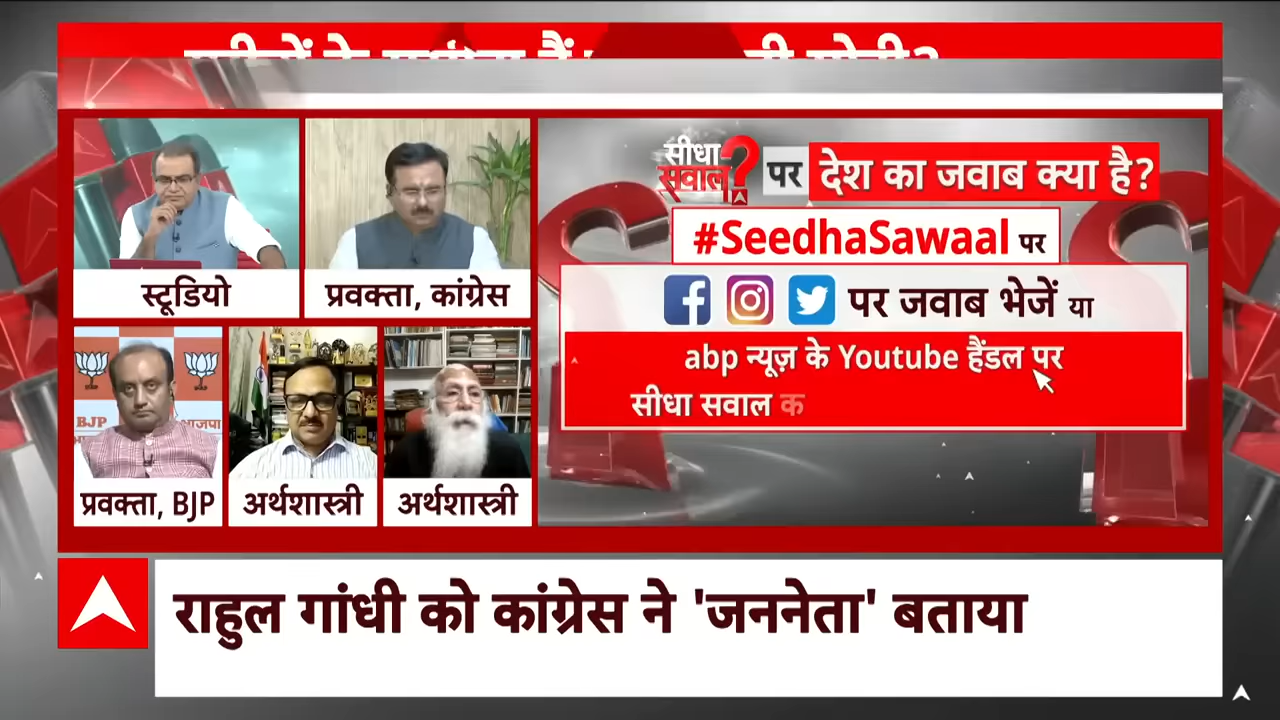 सीधा सवाल ? पर देश का जवाब क्या है?
#SeedhaSawaal पर
पर जवाब भेजें या
abp न्यूज़ के Youtube हैंडल पर
सीधा सवाल क
स्टूडियो
प्रवक्ता, कांग्रेस
BJP
प्रवक्ता, BJP
अर्थशास्त्री
अर्थशास्त्री
राहुल गांधी को कांग्रेस ने 'जननेता' बताया